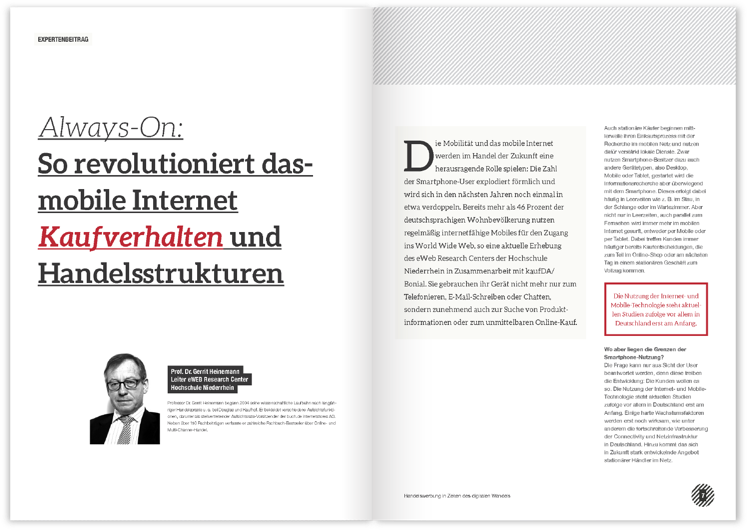 EXPERTENBEITRAG
Always-On:
So revolutioniert das-
mobile Internet
Kaufverhalten und
Handelsstrukturen
Prof. Dr. Gerrit Heinemann
Leiter eWEB Research Center
Hochschule Niederrhein
Die Mobilität und das mobile Internet
werden im Handel der Zukunft eine
herausragende Rolle spielen: Die Zahl
der Smartphone-User explodiert förmlich und
wird sich in den nächsten Jahren noch einmal in
etwa verdoppeln. Bereits mehr als 46 Prozent der
deutschsprachigen Wohnbevölkerung nutzen
regelmäßig internetfähige Mobiles für den Zugang
ins World Wide Web, so eine aktuelle Erhebung
des eWeb Research Centers der Hochschule
Niederrhein in Zusammenarbeit mit kaufDA/
Bonial. Sie gebrauchen ihr Gerät nicht mehr nur zum
Telefonieren, E-Mail-Schreiben oder Chatten,
sondern zunehmend auch zur Suche von Produkt-
informationen oder zum unmittelbaren Online-Kauf.
Auch stationäre Käufer beginnen mitt-
lerweile ihren Einkaufsprozess mit der
Recherche im mobilen Netz und nutzen
dafür verstärkt lokale Dienste. Zwar
nutzen Smartphone-Besitzer dazu auch
andere Gerätetypen, also Desktop,
Mobile oder Tablet, gestartet wird die
Informationsrecherche aber überwiegend
mit dem Smartphone. Dieses erfolgt dabei
häufig in Leerzeiten wie z. B. im Stau, in
der Schlange oder im Wartezimmer. Aber
nicht nur in Leerzeiten, auch parallel zum
Fernsehen wird immer mehr im mobilen
Internet gesurft, entweder per Mobile oder
per Tablet. Dabei treffen Kunden immer
häufiger bereits Kaufentscheidungen, die
zum Teil im Online-Shop oder am nächsten
Tag in einem stationären Geschäft zum
Vollzug kommen.
Die Nutzung der Internet- und
Mobile-Technologie steht aktuel-
len Studien zufolge vor allem in
Deutschland erst am Anfang.
Wo aber liegen die Grenzen der
Smartphone-Nutzung?
Die Frage kann nur aus Sicht der User
beantwortet werden, denn diese treiben
die Entwicklung: Die Kunden wollen es
so. Die Nutzung der Internet- und Mobile-
Technologie steht aktuellen Studien
zufolge vor allem in Deutschland erst am
Anfang. Einige harte Wachstumsfaktoren
werden erst noch wirksam, wie unter
anderem die fortschreitende Verbesserung
der Connectivity und Netzinfrastruktur
in Deutschland. Hinzu kommt das sich
in Zukunft stark entwickelnde Angebot
stationärer Händler im Netz.
Handelswerbung in Zeiten des digitalen Wandels